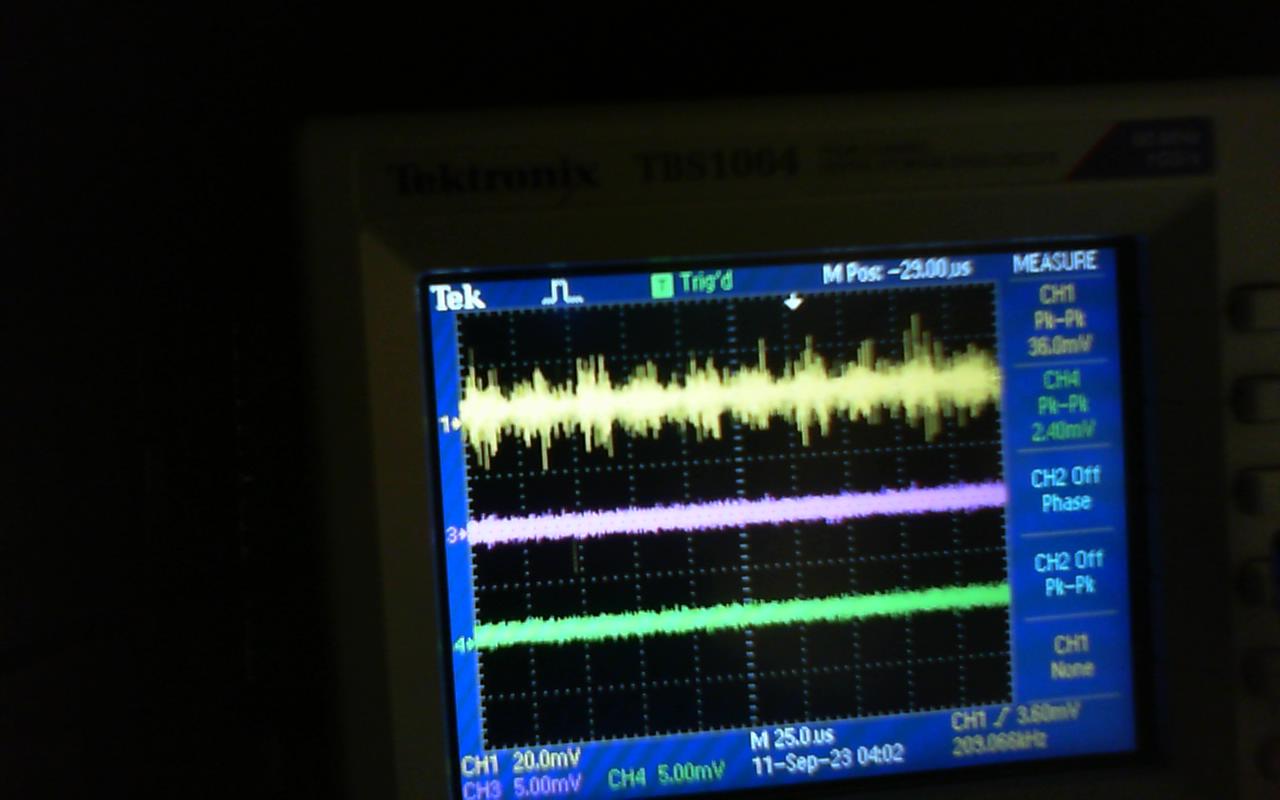 Tektronix TBS1064
Tek T Trig'd M Pos: -29.00µs MEASURE
CH1
Pk-Pk
36.0mV
CH4
Pk-Pk
2.40mV
CH2 Off
Phase
CH2 Off
Pk-Pk
CH1
None
1
3
4
CH1 20.0mV M 25.0µs CH1 3.60mV
CH3 5.00mV CH4 5.00mV 11-Sep-23 04:02 209.066kHz